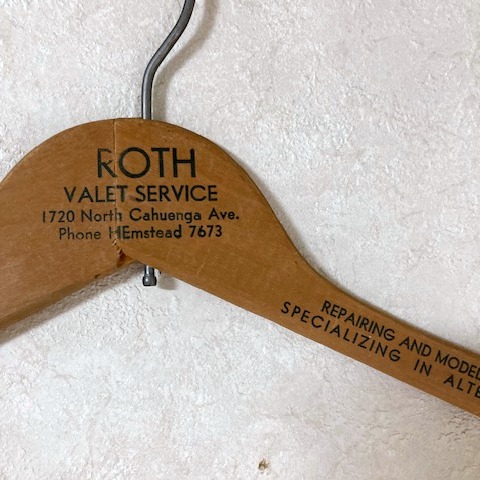 ROTH
VALET SERVICE
1720 North Cahuenga Ave.
Phone HEmstead 7673
REPAIRING AND MODEL
SPECIALIZING IN ALTE